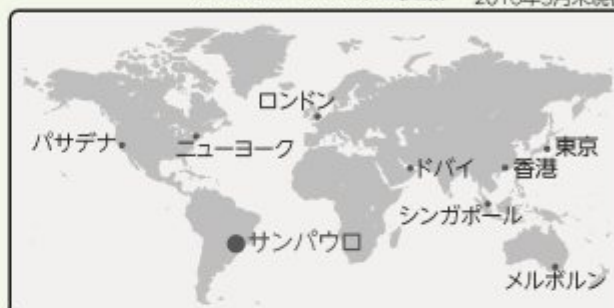 ロンドン
パサデナ
ニューヨーク
東京
ドバイ
香港
シンガポール
サンパウロ
メルボルン